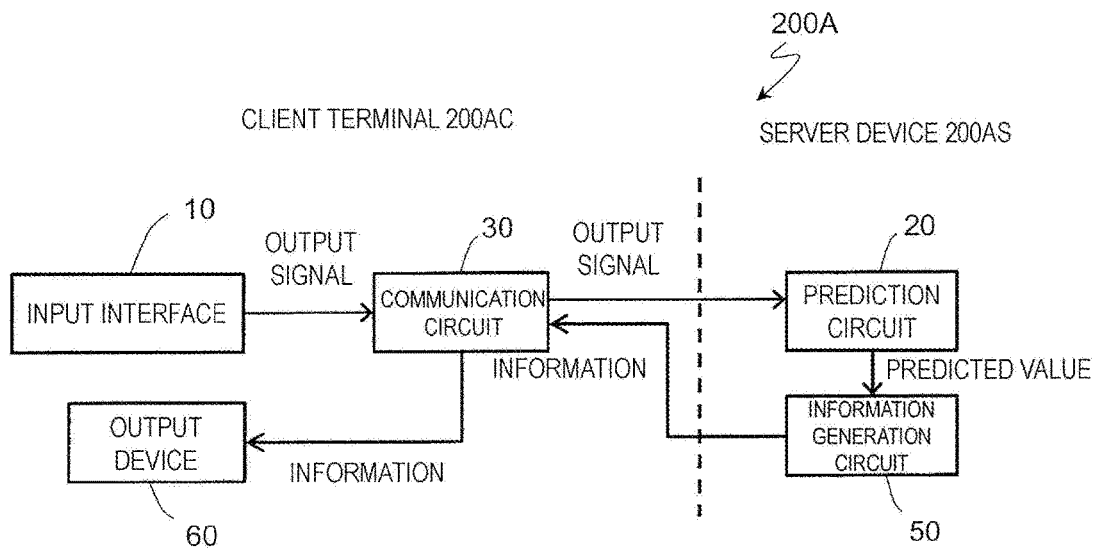 200A
CLIENT TERMINAL 200AC
SERVER DEVICE 200AS
10
OUTPUT
SIGNAL
30
OUTPUT
SIGNAL
20
INPUT INTERFACE
COMMUNICATION
CIRCUIT
PREDICTION
CIRCUIT
INFORMATION
PREDICTED VALUE
OUTPUT
DEVICE
INFORMATION
INFORMATION
GENERATION
CIRCUIT
60
50